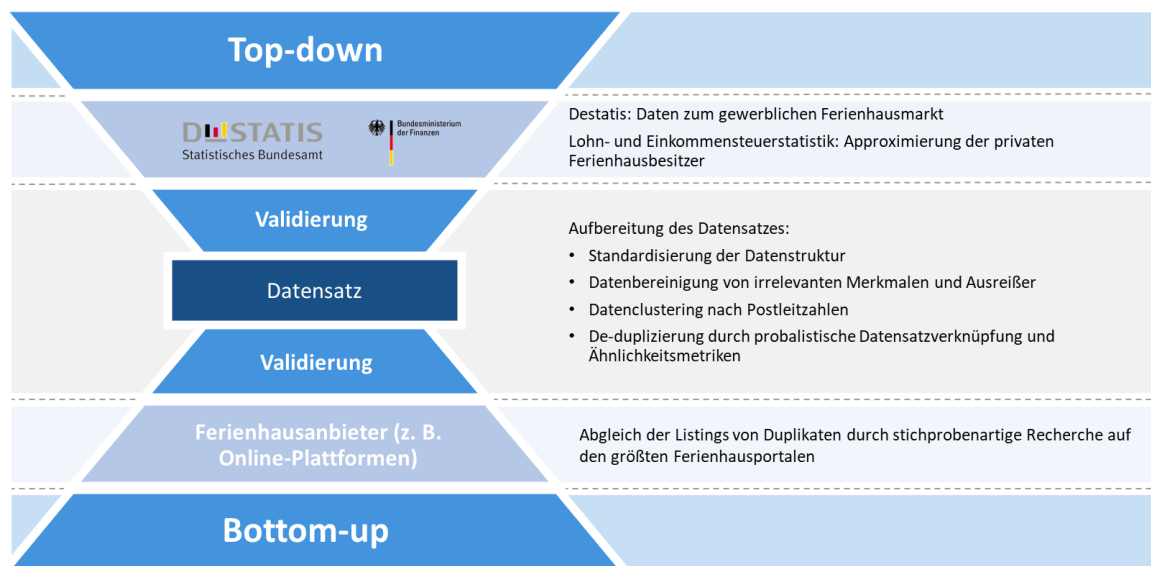 Top-down
DESTATIS
Statistisches Bundesamt
Bundesministerium
der Finanzen
Destatis: Daten zum gewerblichen Ferienhausmarkt
Lohn- und Einkommensteuerstatistik: Approximierung der privaten
Ferienhausbesitzer
Validierung
Datensatz
Validierung
Aufbereitung des Datensatzes:
• Standardisierung der Datenstruktur
• Datenbereinigung von irrelevanten Merkmalen und Ausreißer
• Datenclustering nach Postleitzahlen
• De-duplizierung durch probalistische Datensatzverknüpfung und
Ähnlichkeitsmetriken
Ferienhausanbieter (z. B.
Online-Plattformen)
Abgleich der Listings von Duplikaten durch stichprobenartige Recherche auf
den größten Ferienhausportalen
Bottom-up